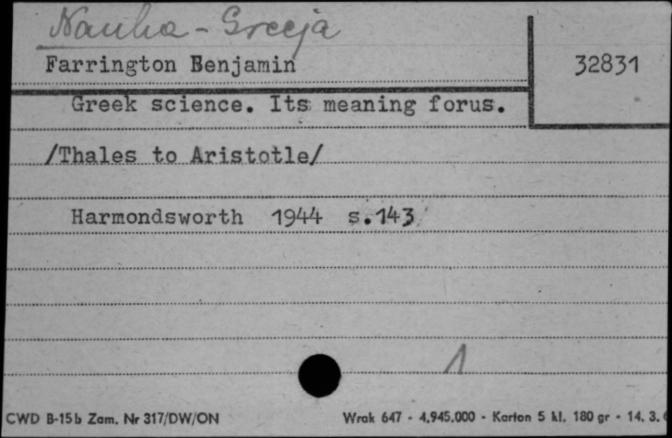 Nauka - Grecja
Farrington Benjamin
32831
Greek science. Its meaning forus.
/Thales to Aristotle/
Harmondsworth 1944 s.143
1
CWD B-15b Zam. Nr 317/DW/ON
Wrak 647 - 4.945.000 - Karton 5 kl. 180 gr - 14. 3.